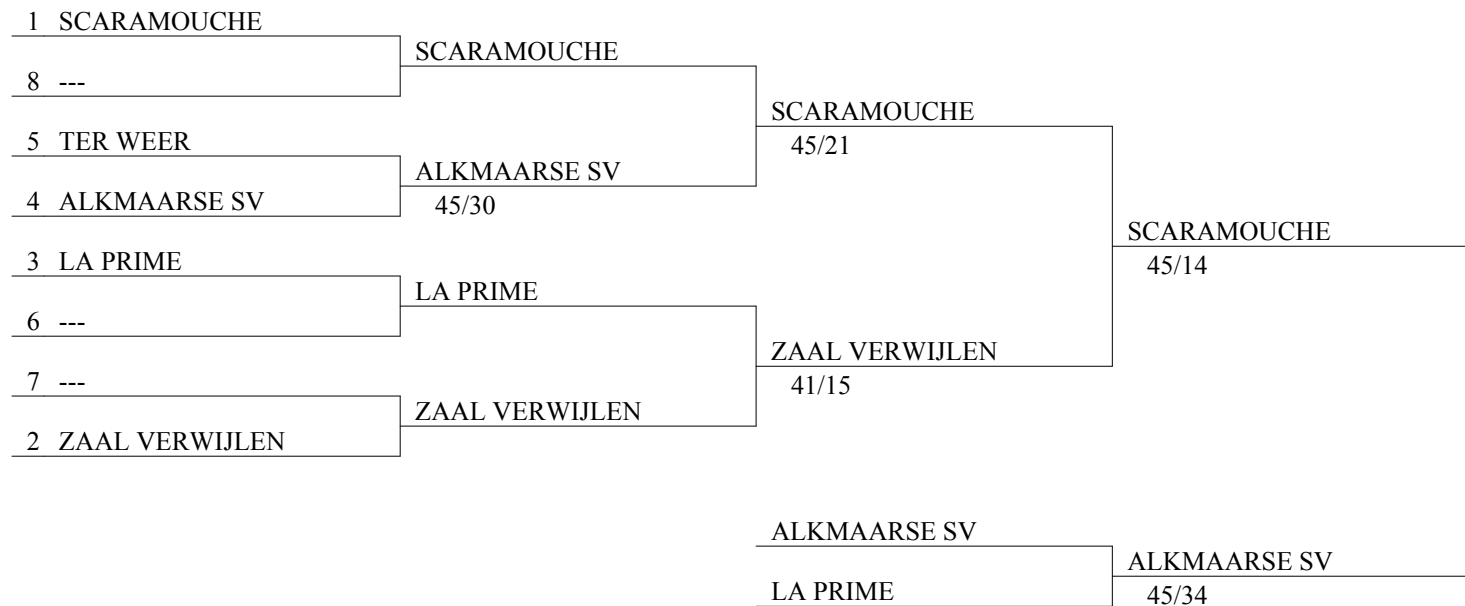 1 SCARAMOUCHE
SCARAMOUCHE
8 ---
SCARAMOUCHE
45/21
5 TER WEER
ALKMAARSE SV
45/30
4 ALKMAARSE SV
SCARAMOUCHE
45/14
3 LA PRIME
LA PRIME
6 ---
ZAAL VERWIJLEN
41/15
7 ---
ZAAL VERWIJLEN
2 ZAAL VERWIJLEN
ALKMAARSE SV
ALKMAARSE SV
45/34
LA PRIME